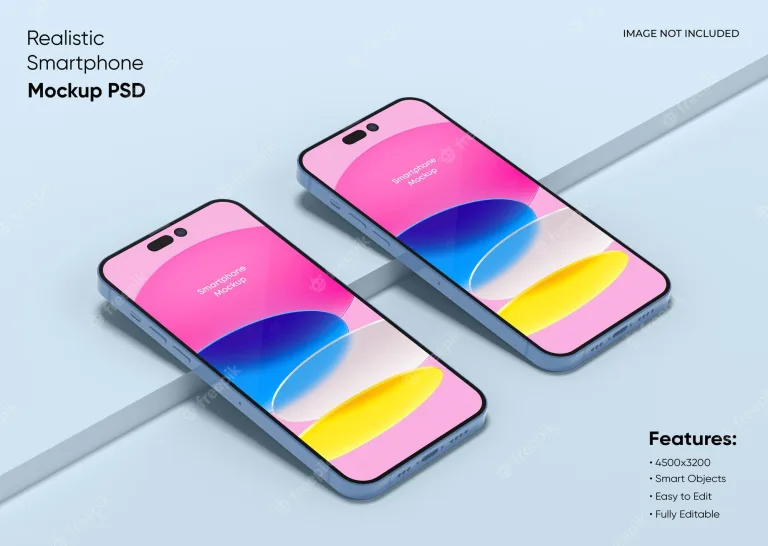 Realistic
Smartphone
Mockup PSD
IMAGE NOT INCLUDED
Smartphone
Mockup
Smartphone
Mockup
Features:
• 4500x3200
• Smart Objects
• Easy to Edit
• Fully Editable
freepik